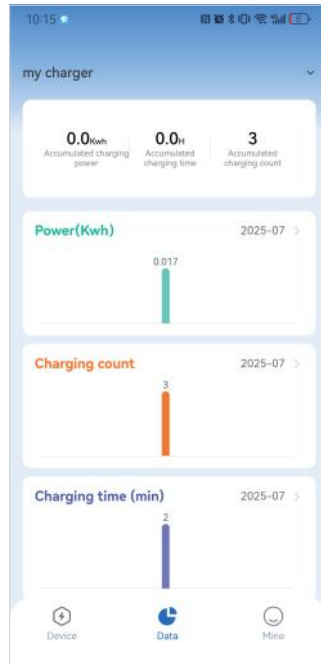 10:15
my charger
0.0Kwh 0.0H 3
Accumulated charging power
Accumulated charging time
Accumulated charging count
Power(Kwh) 2025-07
0.017
Charging count 2025-07
3
Charging time (min) 2025-07
2
Device Data Mine